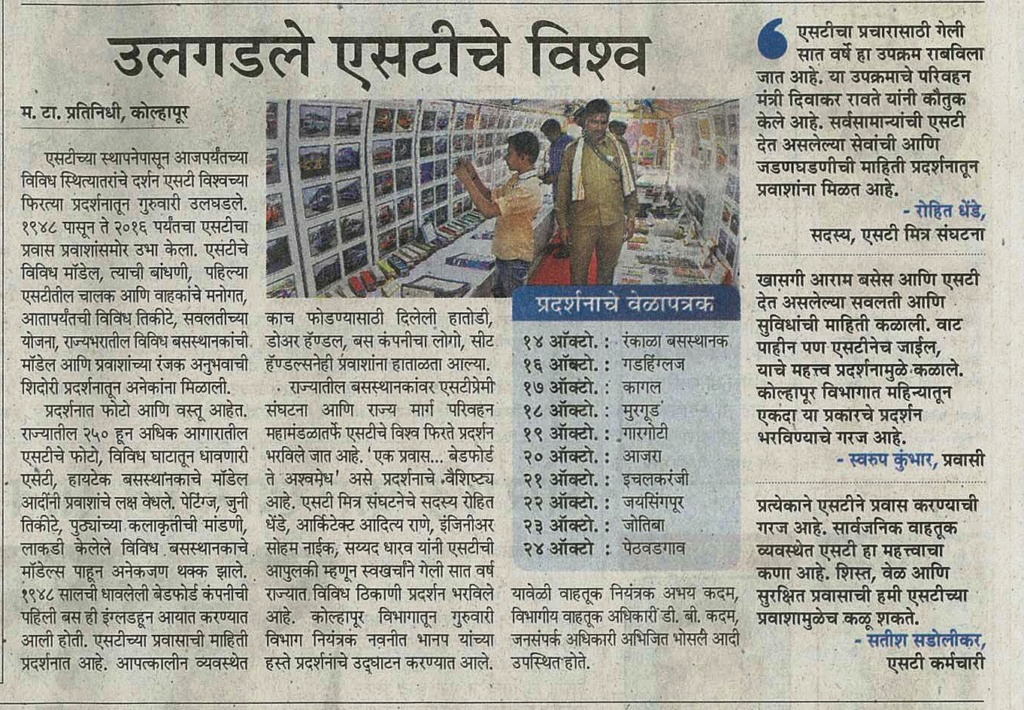 उलगडले एसटीचे विश्व
म. टा. प्रतिनिधी, कोल्हापूर
एसटीच्या स्थापनेपासून आजपर्यंतच्या
विविध स्थित्यातरांचे दर्शन एसटी विश्वच्या
फिरत्या प्रदर्शनातून गुरुवारी उलघडले.
१९४८ पासून ते २०१६ पर्यंतचा एसटीचा
प्रवास प्रवाशांसमोर उभा केला. एसटीचे
विविध मॉडेल, त्याची बांधणी, पहिल्या
एसटीतील चालक आणि वाहकांचे मनोगत,
आतापर्यंतची विविध तिकीटे, सवलतीच्या
योजना, राज्यभरातील विविध बसस्थानकांची
मॉडेल आणि प्रवाशांच्या रंजक अनुभवाची
शिदोरी प्रदर्शनातून अनेकांना मिळाली.
प्रदर्शनात फोटो आणि वस्तू आहेत.
राज्यातील २५० हून अधिक आगारातील
एसटीचे फोटो, विविध घाटातून धावणारी
एसेटी, हायटेक बसस्थानकाचे मॉडेल
आदींनी प्रवाशांचे लक्ष वेधले. पेटिंग्ज, जुनी
तिकीटे, पुठ्यांच्या कलाकृतीची मांडणी,
लाकडी केलेले विविध बसस्थानकाचे
मॉडेल्स पाहून अनेकजण थक्क झाले.
१९४८ सालची धावलेली बेडफोर्ड कंपनीची
पहिली बस ही इंग्लडहून आयात करण्यात
आली होती. एसटीच्या प्रवासाची माहिती
प्रदर्शनात आहे. आपत्कालीन व्यवस्थेत
काच फोडण्यासाठी दिलेली हातोडी,
डोअर हॅण्डल, बस कंपनीचा लोगो, सीट
हॅण्डल्सनेही प्रवाशांना हाताळता आल्या.
राज्यातील बसस्थानकांवर एसटीप्रेमी
संघटना आणि राज्य मार्ग परिवहन
महामंडळातर्फे एसटीचे विश्व फिरते प्रदर्शन
भरविले जात आहे. 'एक प्रवास... बेडफोर्ड
ते अश्वमेध' असे प्रदर्शनाचे वैशिष्ट्य
आहे. एसटी मित्र संघटनेचे सदस्य रोहित
धेंडे, आर्किटेक्ट आदित्य राणे, इंजिनीअर
सोहम नाईक, सय्यद धारव यांनी एसटीची
आपुलकी म्हणून स्वखर्चाने गेली सात वर्ष
राज्यात विविध ठिकाणी प्रदर्शन भरविले
आहे. कोल्हापूर विभागातून गुरुवारी
विभाग नियंत्रक नवनीत भानप यांच्या
हस्ते प्रदर्शनाचे उद्घाटन करण्यात आले.
प्रदर्शनाचे वेळापत्रक
१४ ऑक्टो. : रंकाळा बसस्थानक
१६ ऑक्टो. : गडहिंग्लज
१७ ऑक्टो. : कागल
१८ ऑक्टो. : मुरगूड
१९ ऑक्टो. : गारगोटी
२० ऑक्टो. : आजरा
२१ ऑक्टो. : इचलकरंजी
२२ ऑक्टो. : जयसिंगपूर
२३ ऑक्टो. : जोतिबा
२४ ऑक्टो : पेठवडगाव
यावेळी वाहतूक नियंत्रक अभय कदम,
विभागीय वाहतूक अधिकारी डी. बी. कदम,
जनसंपर्क अधिकारी अभिजित भोसले आदी
उपस्थित होते.
एसटीचा प्रचारासाठी गेली
सात वर्षे हा उपक्रम राबविला
जात आहे. या उपक्रमाचे परिवहन
मंत्री दिवाकर रावते यांनी कौतुक
केले आहे. सर्वसामान्यांची एसटी
देत असलेल्या सेवांची आणि
जडणघडणीची माहिती प्रदर्शनातून
प्रवाशांना मिळत आहे.
- रोहित धेंडे,
सदस्य, एसटी मित्र संघटना
खासगी आराम बसेस आणि एसटी
देत असलेल्या सवलती आणि
सुविधांची माहिती कळाली. वाट
पाहीन पण एसटीनेच जाईल,
याचे महत्त्व प्रदर्शनामुळे कळाले.
कोल्हापूर विभागात महिन्यातून
एकदा या प्रकारचे प्रदर्शन
भरविण्याचे गरज आहे.
- स्वरुप कुंभार, प्रवासी
प्रत्येकाने एसटीने प्रवास करण्याची
गरज आहे. सार्वजनिक वाहतूक
व्यवस्थेत एसटी हा महत्त्वाचा
कणा आहे. शिस्त, वेळ आणि
सुरक्षित प्रवासाची हमी एसटीच्या
प्रवाशामुळेच कळू शकते.
- सतीश सडोलीकर,
एसटी कर्मचारी